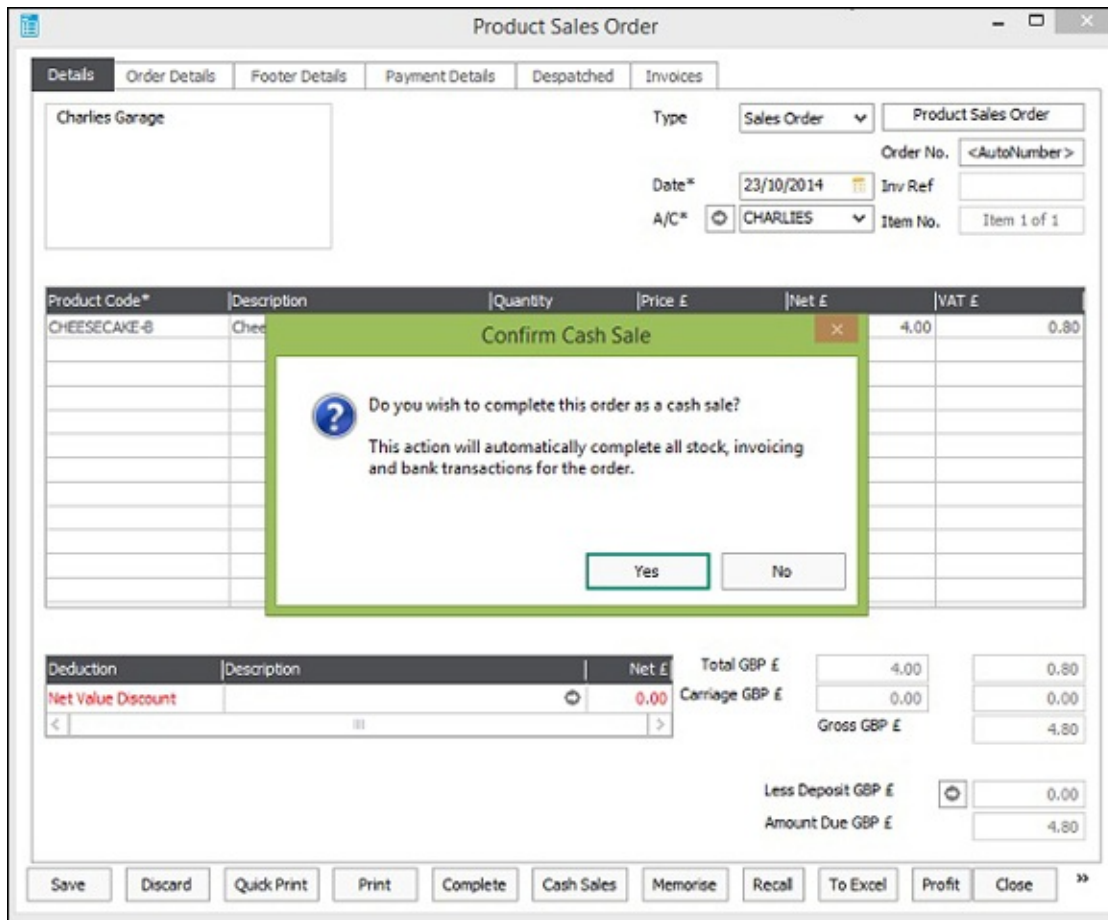 Product Sales Order
Details Order Details Footer Details Payment Details Despatched Invoices
Charlies Garage
Type Sales Order Product Sales Order
Order No. <AutoNumber>
Date* 23/10/2014 Inv Ref
A/C* CHARLIES Item No. Item 1 of 1
Product Code* Description Quantity Price £ Net £ VAT £
CHEESECAKE-8 Chee 4.00 0.80
Confirm Cash Sale
Do you wish to complete this order as a cash sale?
This action will automatically complete all stock, invoicing
and bank transactions for the order.
Yes No
Deduction Description Net £ Total GBP £ 4.00 0.80
Net Value Discount 0.00 Carriage GBP £ 0.00 0.00
Gross GBP £ 4.80
Less Deposit GBP £ 0.00
Amount Due GBP £ 4.80
Save Discard Quick Print Print Complete Cash Sales Memorise Recall To Excel Profit Close »